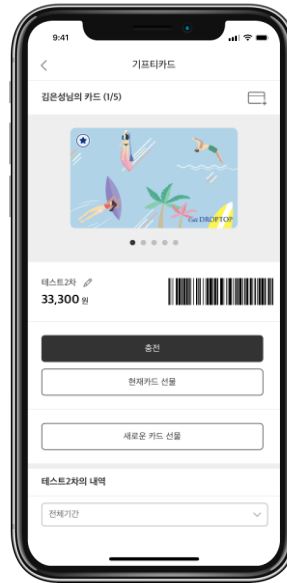 9:41
기프티카드
김은성님의 카드 (1/5)
Caffé DROPTOP
테스트2차
33,300 원
충전
현재카드 선물
새로운 카드 선물
테스트2차의 내역
전체기간